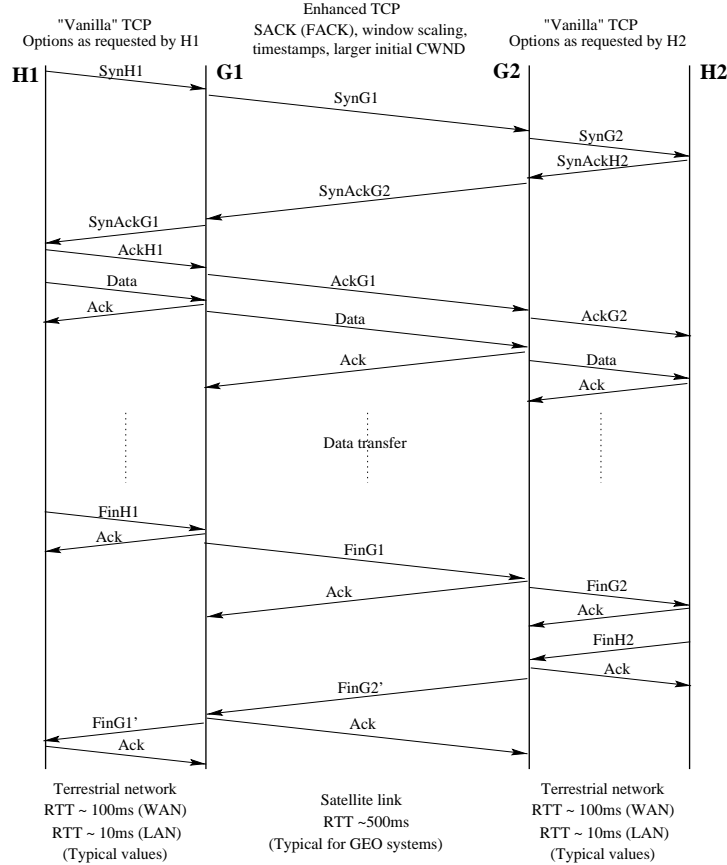 "Vanilla" TCP
Options as requested by H1
Enhanced TCP
SACK (FACK), window scaling,
timestamps, larger initial CWND
"Vanilla" TCP
Options as requested by H2
H1
G1
G2
H2
SynH1
SynG1
SynG2
SynAckH2
SynAckG2
SynAckG1
AckH1
AckG1
Data
Ack
Data
AckG2
Ack
Data
Ack
Data transfer
FinH1
Ack
FinG1
Ack
FinG2
Ack
FinH2
Ack
FinG2'
FinG1'
Ack
Ack
Terrestrial network
RTT ~ 100ms (WAN)
RTT ~ 10ms (LAN)
(Typical values)
Satellite link
RTT ~500ms
(Typical for GEO systems)
Terrestrial network
RTT ~ 100ms (WAN)
RTT ~ 10ms (LAN)
(Typical values)